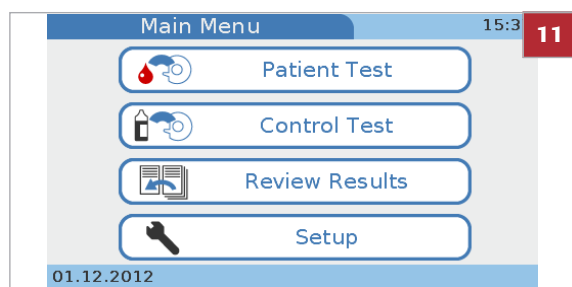 Main Menu
15:3
11
Patient Test
Control Test
Review Results
Setup
01.12.2012